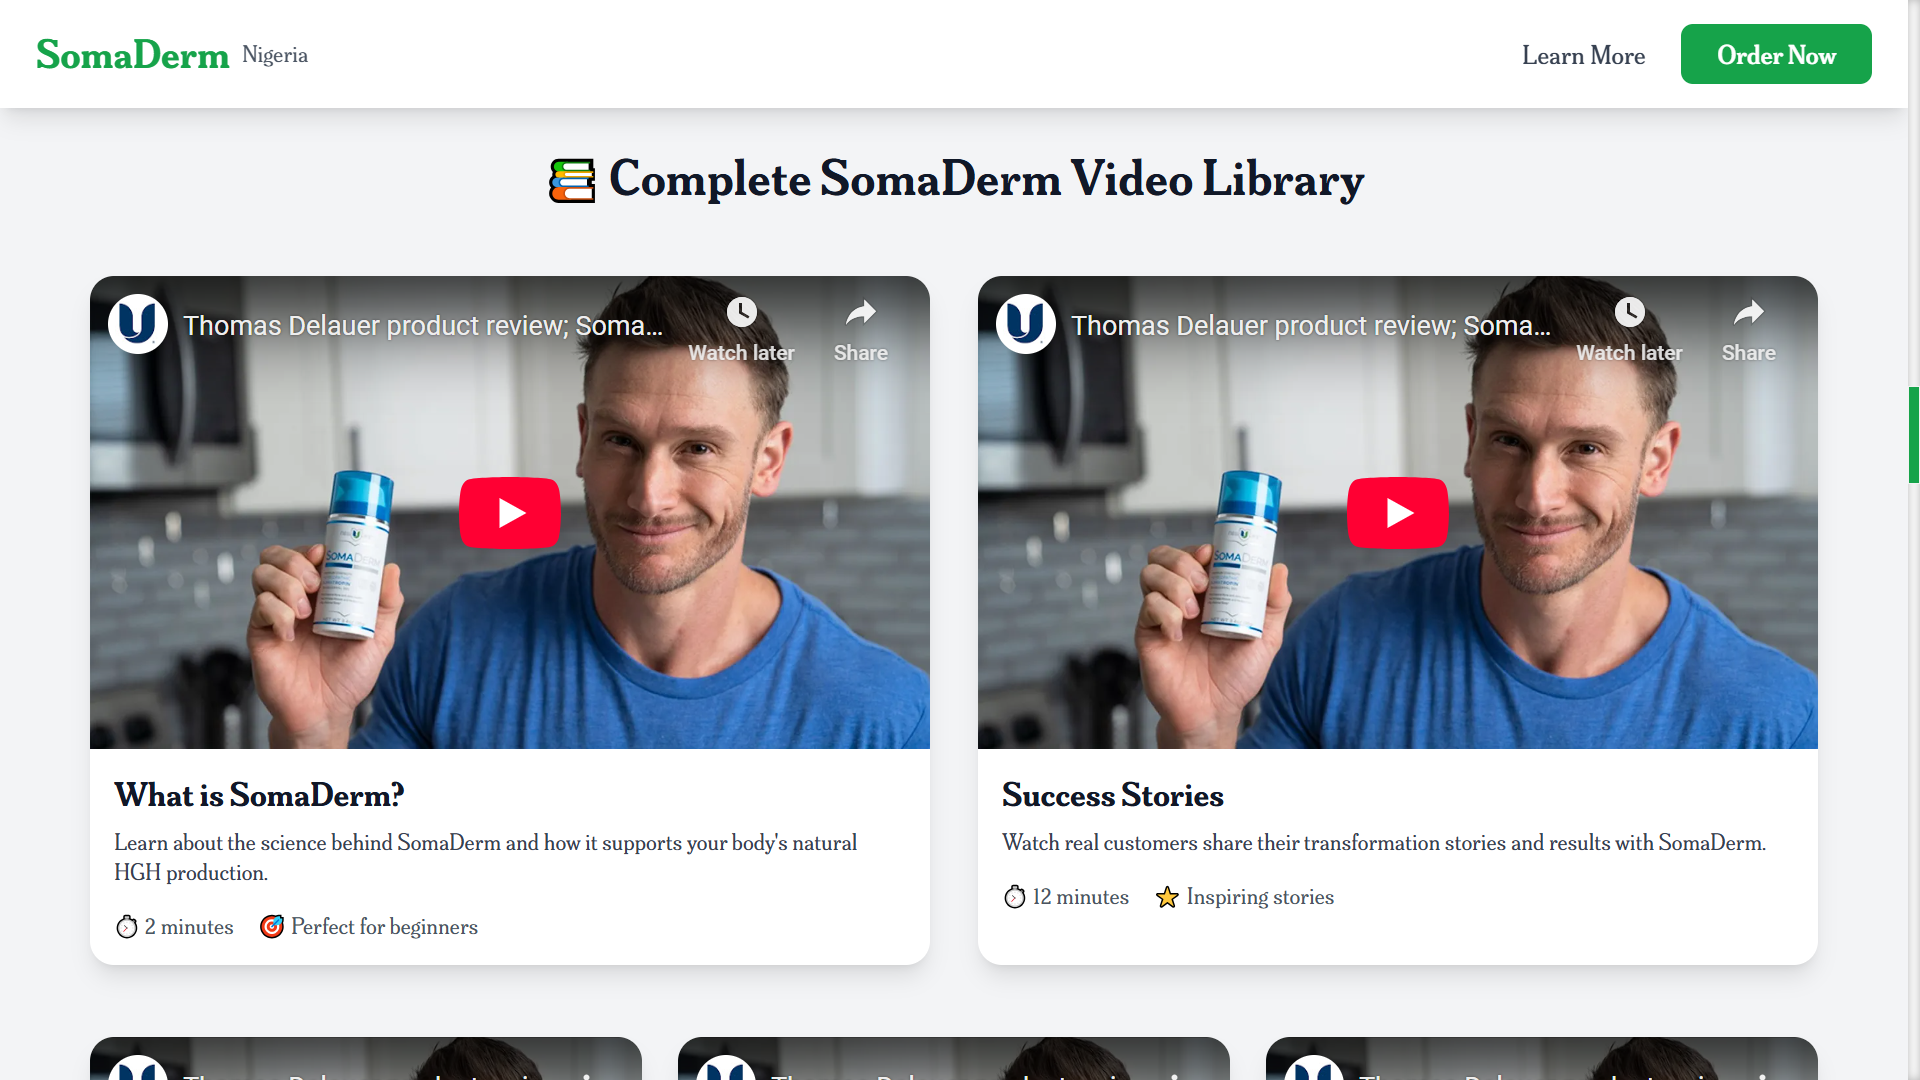 SomaDerm Nigeria
Learn More
Order Now
Complete SomaDerm Video Library
Thomas Delauer product review; Soma...
Watch later
Share
SOMADERM
Thomas Delauer product review; Soma...
Watch later
Share
SOMADERM
What is SomaDerm?
Learn about the science behind SomaDerm and how it supports your body's natural
HGH production.
2 minutes
Perfect for beginners
Success Stories
Watch real customers share their transformation stories and results with SomaDerm.
12 minutes
Inspiring stories